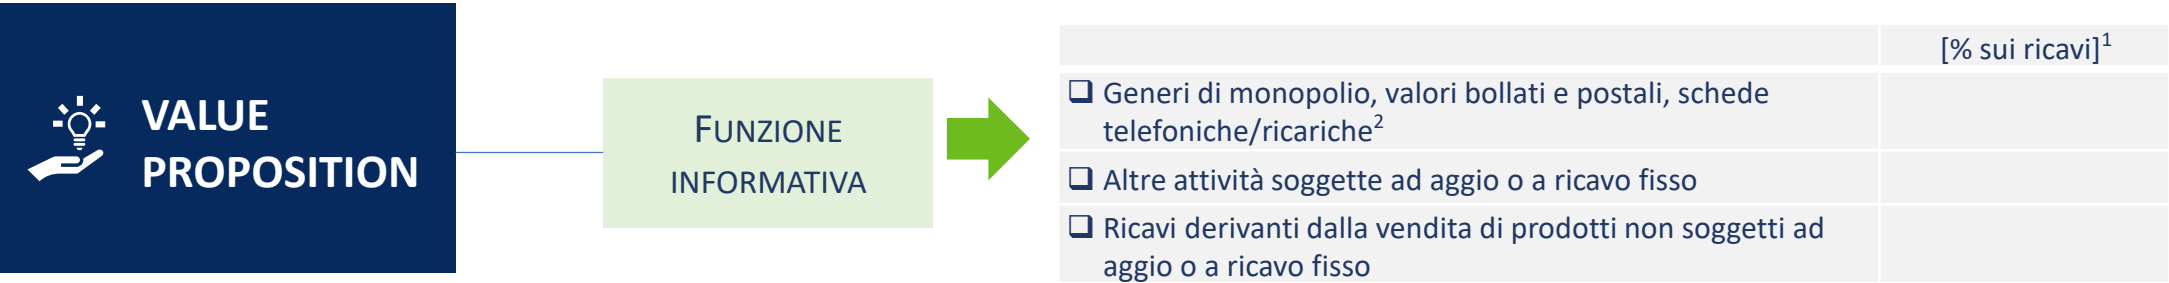 VALUE
PROPOSITION
FUNZIONE
INFORMATIVA
[% sui ricavi]1
❑ Generi di monopolio, valori bollati e postali, schede
telefoniche/ricariche2
❑ Altre attività soggette ad aggio o a ricavo fisso
❑ Ricavi derivanti dalla vendita di prodotti non soggetti ad
aggio o a ricavo fisso